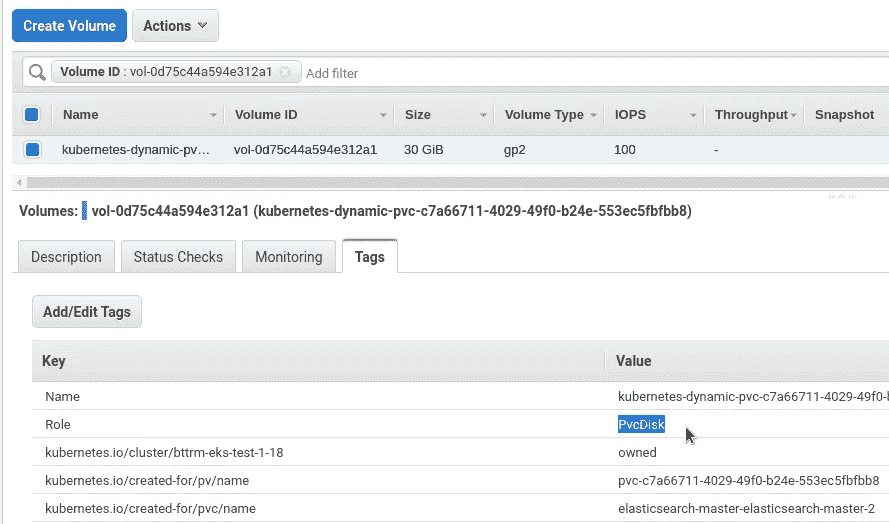 Create Volume Actions
Volume ID : vol-0d75c44a594e312a1 Add filter
Name Volume ID Size Volume Type IOPS Throughput Snapshot
kubernetes-dynamic-pv... vol-0d75c44a594e312a1 30 GiB gp2 100 -
Volumes: vol-0d75c44a594e312a1 (kubernetes-dynamic-pvc-c7a66711-4029-49f0-b24e-553ec5fbfbb8)
Description Status Checks Monitoring Tags
Add/Edit Tags
Key Value
Name kubernetes-dynamic-pvc-c7a66711-4029-49f0-
Role PvcDisk
kubernetes.io/cluster/bttrm-eks-test-1-18 owned
kubernetes.io/created-for/pv/name pvc-c7a66711-4029-49f0-b24e-553ec5fbfbb8
kubernetes.io/created-for/pvc/name elasticsearch-master-elasticsearch-master-2